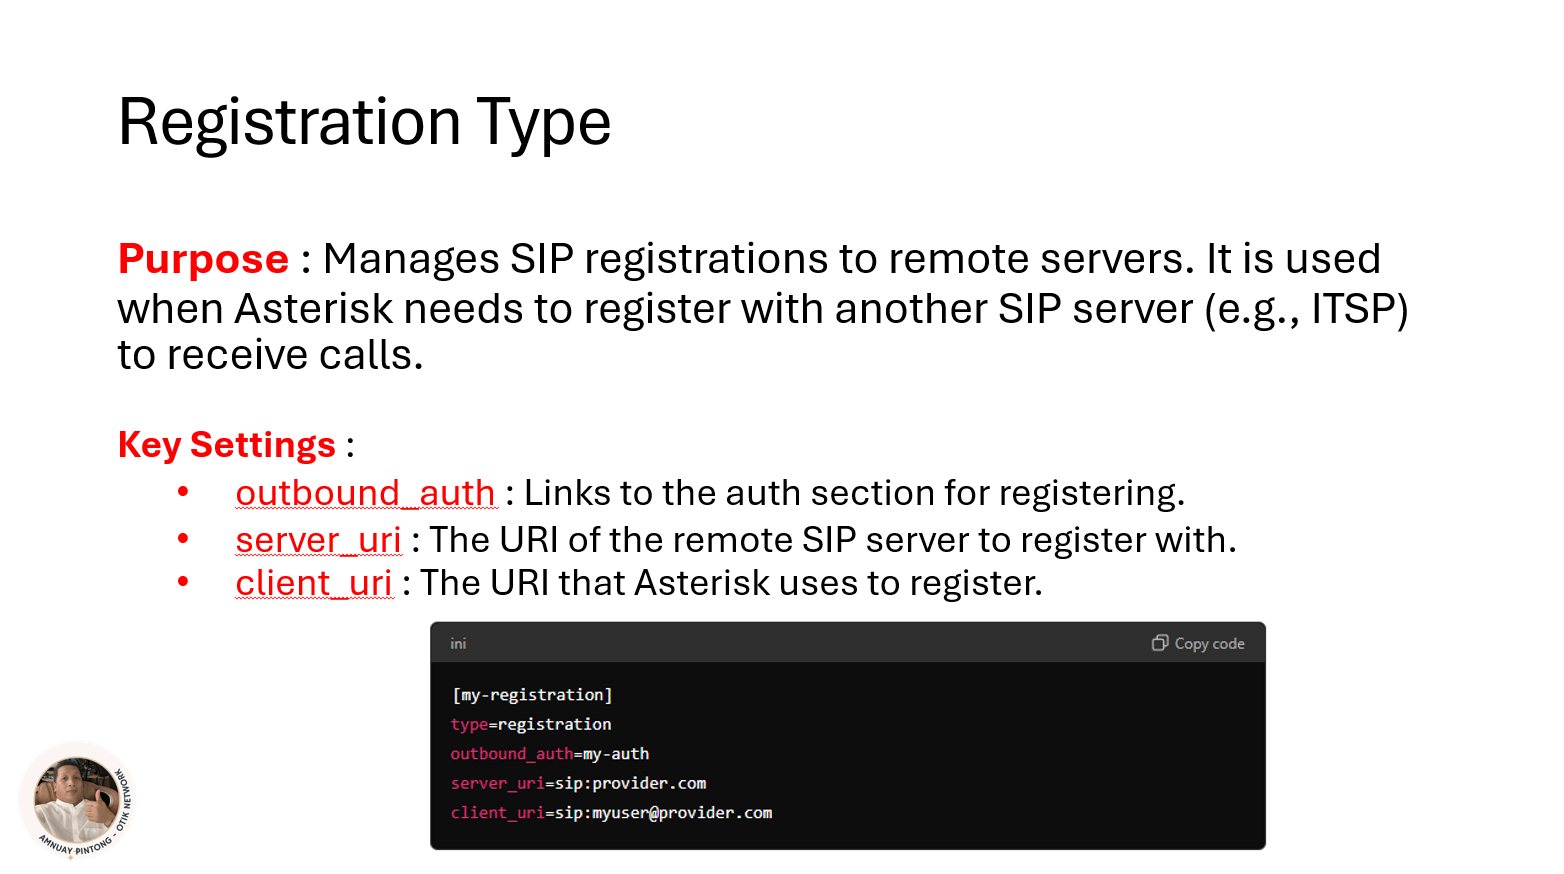 Registration Type
Purpose : Manages SIP registrations to remote servers. It is used
when Asterisk needs to register with another SIP server (e.g., ITSP)
to receive calls.
Key Settings :
• outbound_auth : Links to the auth section for registering.
• server_uri : The URI of the remote SIP server to register with.
• client_uri : The URI that Asterisk uses to register.
ini
Copy code
[my-registration]
type=registration
outbound_auth=my-auth
server_uri=sip:provider.com
client_uri=sip:myuser@provider.com
AMNUAY PINTONG - OTIK NETWORK